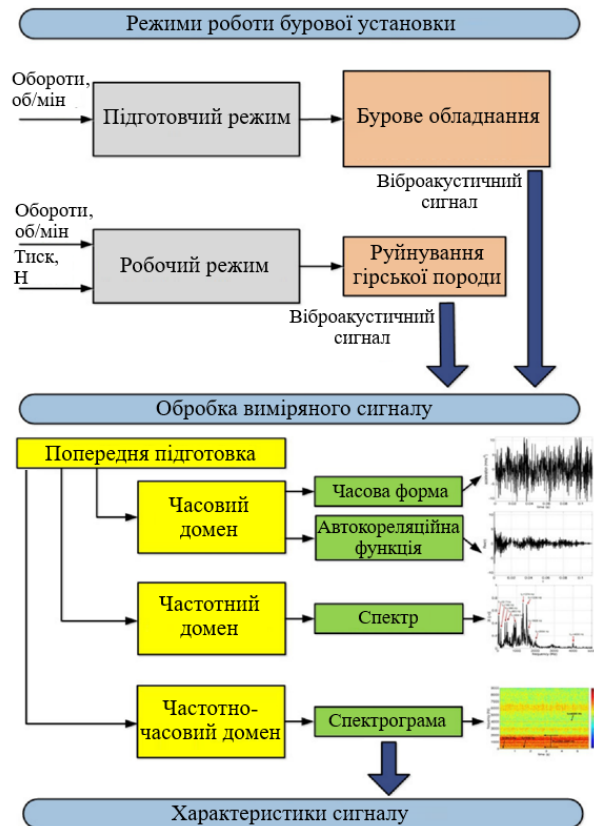 Режими роботи бурової установки
Обороти,
об/мін
Підготовчий режим
Бурове обладнання
Віброакустичний
сигнал
Обороти,
об/мін
Тиск,
Н
Робочий режим
Руйнування
гірської породи
Віброакустичний
сигнал
Обробка виміряного сигналу
Попередня підготовка
Часовий
домен
Часова форма
Автокореляційна
функція
Частотний
домен
Спектр
Частотно-
часовий домен
Спектрограма
Характеристики сигналу